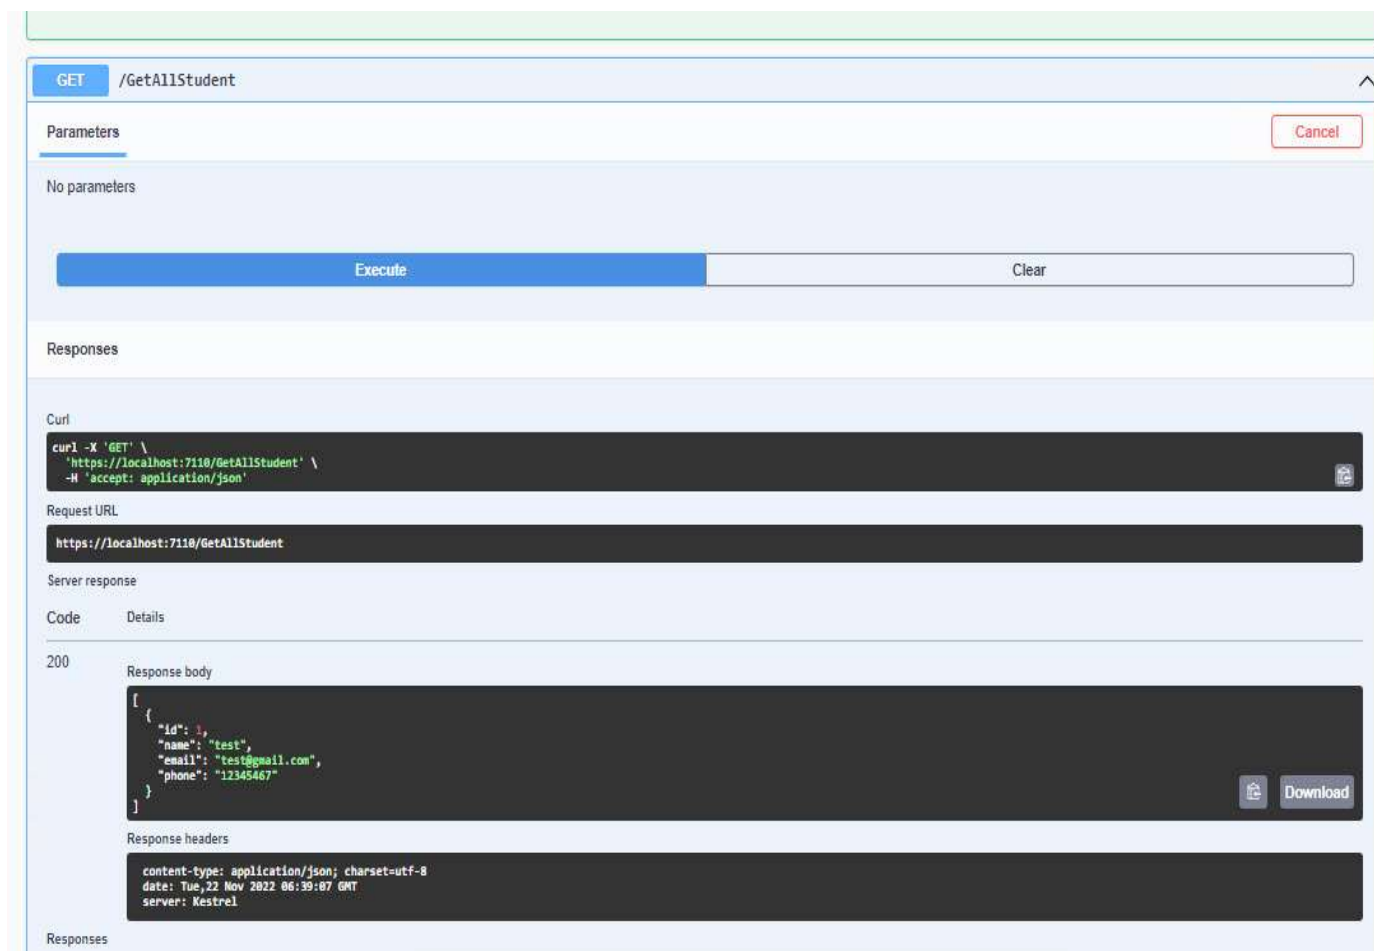 GET /GetAllStudent
Parameters
Cancel
No parameters
Execute
Clear
Responses
Curl
curl -X 'GET' \
'https://localhost:7110/GetAllStudent' \
-H 'accept: application/json'
Request URL
https://localhost:7110/GetAllStudent
Server response
Code Details
200
Response body
[
{
"id": 1,
"name": "test",
"email": "test@gmail.com",
"phone": "12345467"
}
]
Download
Response headers
content-type: application/json; charset=utf-8
date: Tue,22 Nov 2022 06:39:07 GMT
server: Kestrel
Responses